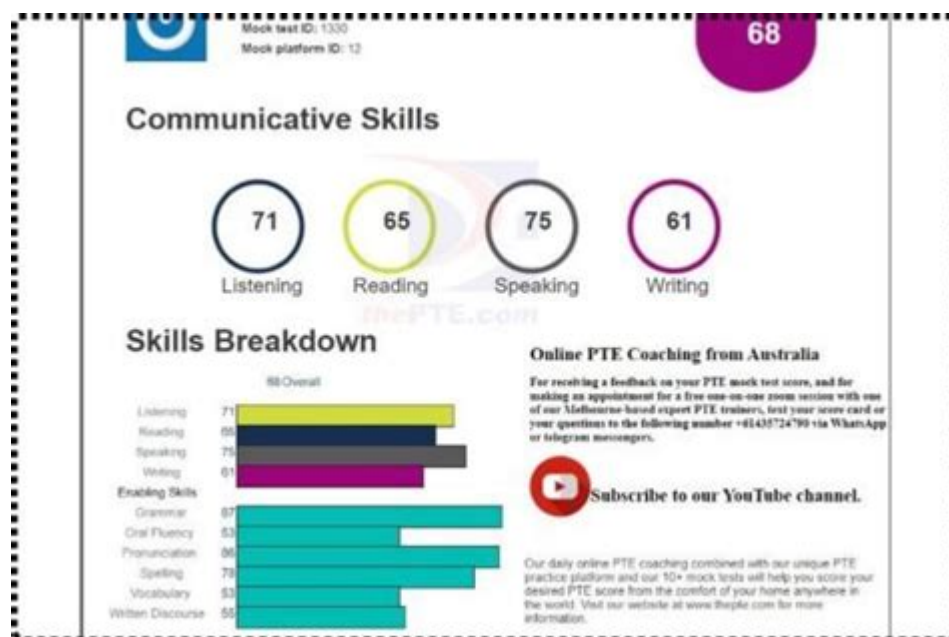 Mock test ID: 1330
Mock platform ID: 12
68
Communicative Skills
71 65 75 61
Listening Reading Speaking Writing
thePTE.com
Skills Breakdown
68 Overall
Listening 71
Reading 65
Speaking 75
Writing 61
Enabling Skills
Grammar 87
Oral Fluency 53
Pronunciation 86
Spelling 78
Vocabulary 53
Written Discourse 55
Online PTE Coaching from Australia
For receiving a feedback on your PTE mock test score, and for
making an appointment for a free one-on-one zoom session with one
of our Melbourne-based expert PTE trainers, text your score card or
your questions to the following number +61435724790 via WhatsApp
or telegram messengers.
Subscribe to our YouTube channel.
Our daily online PTE coaching combined with our unique PTE
practice platform and our 10+ mock tests will help you score your
desired PTE score from the comfort of your home anywhere in
the world. Visit our website at www.thepte.com for more
information.